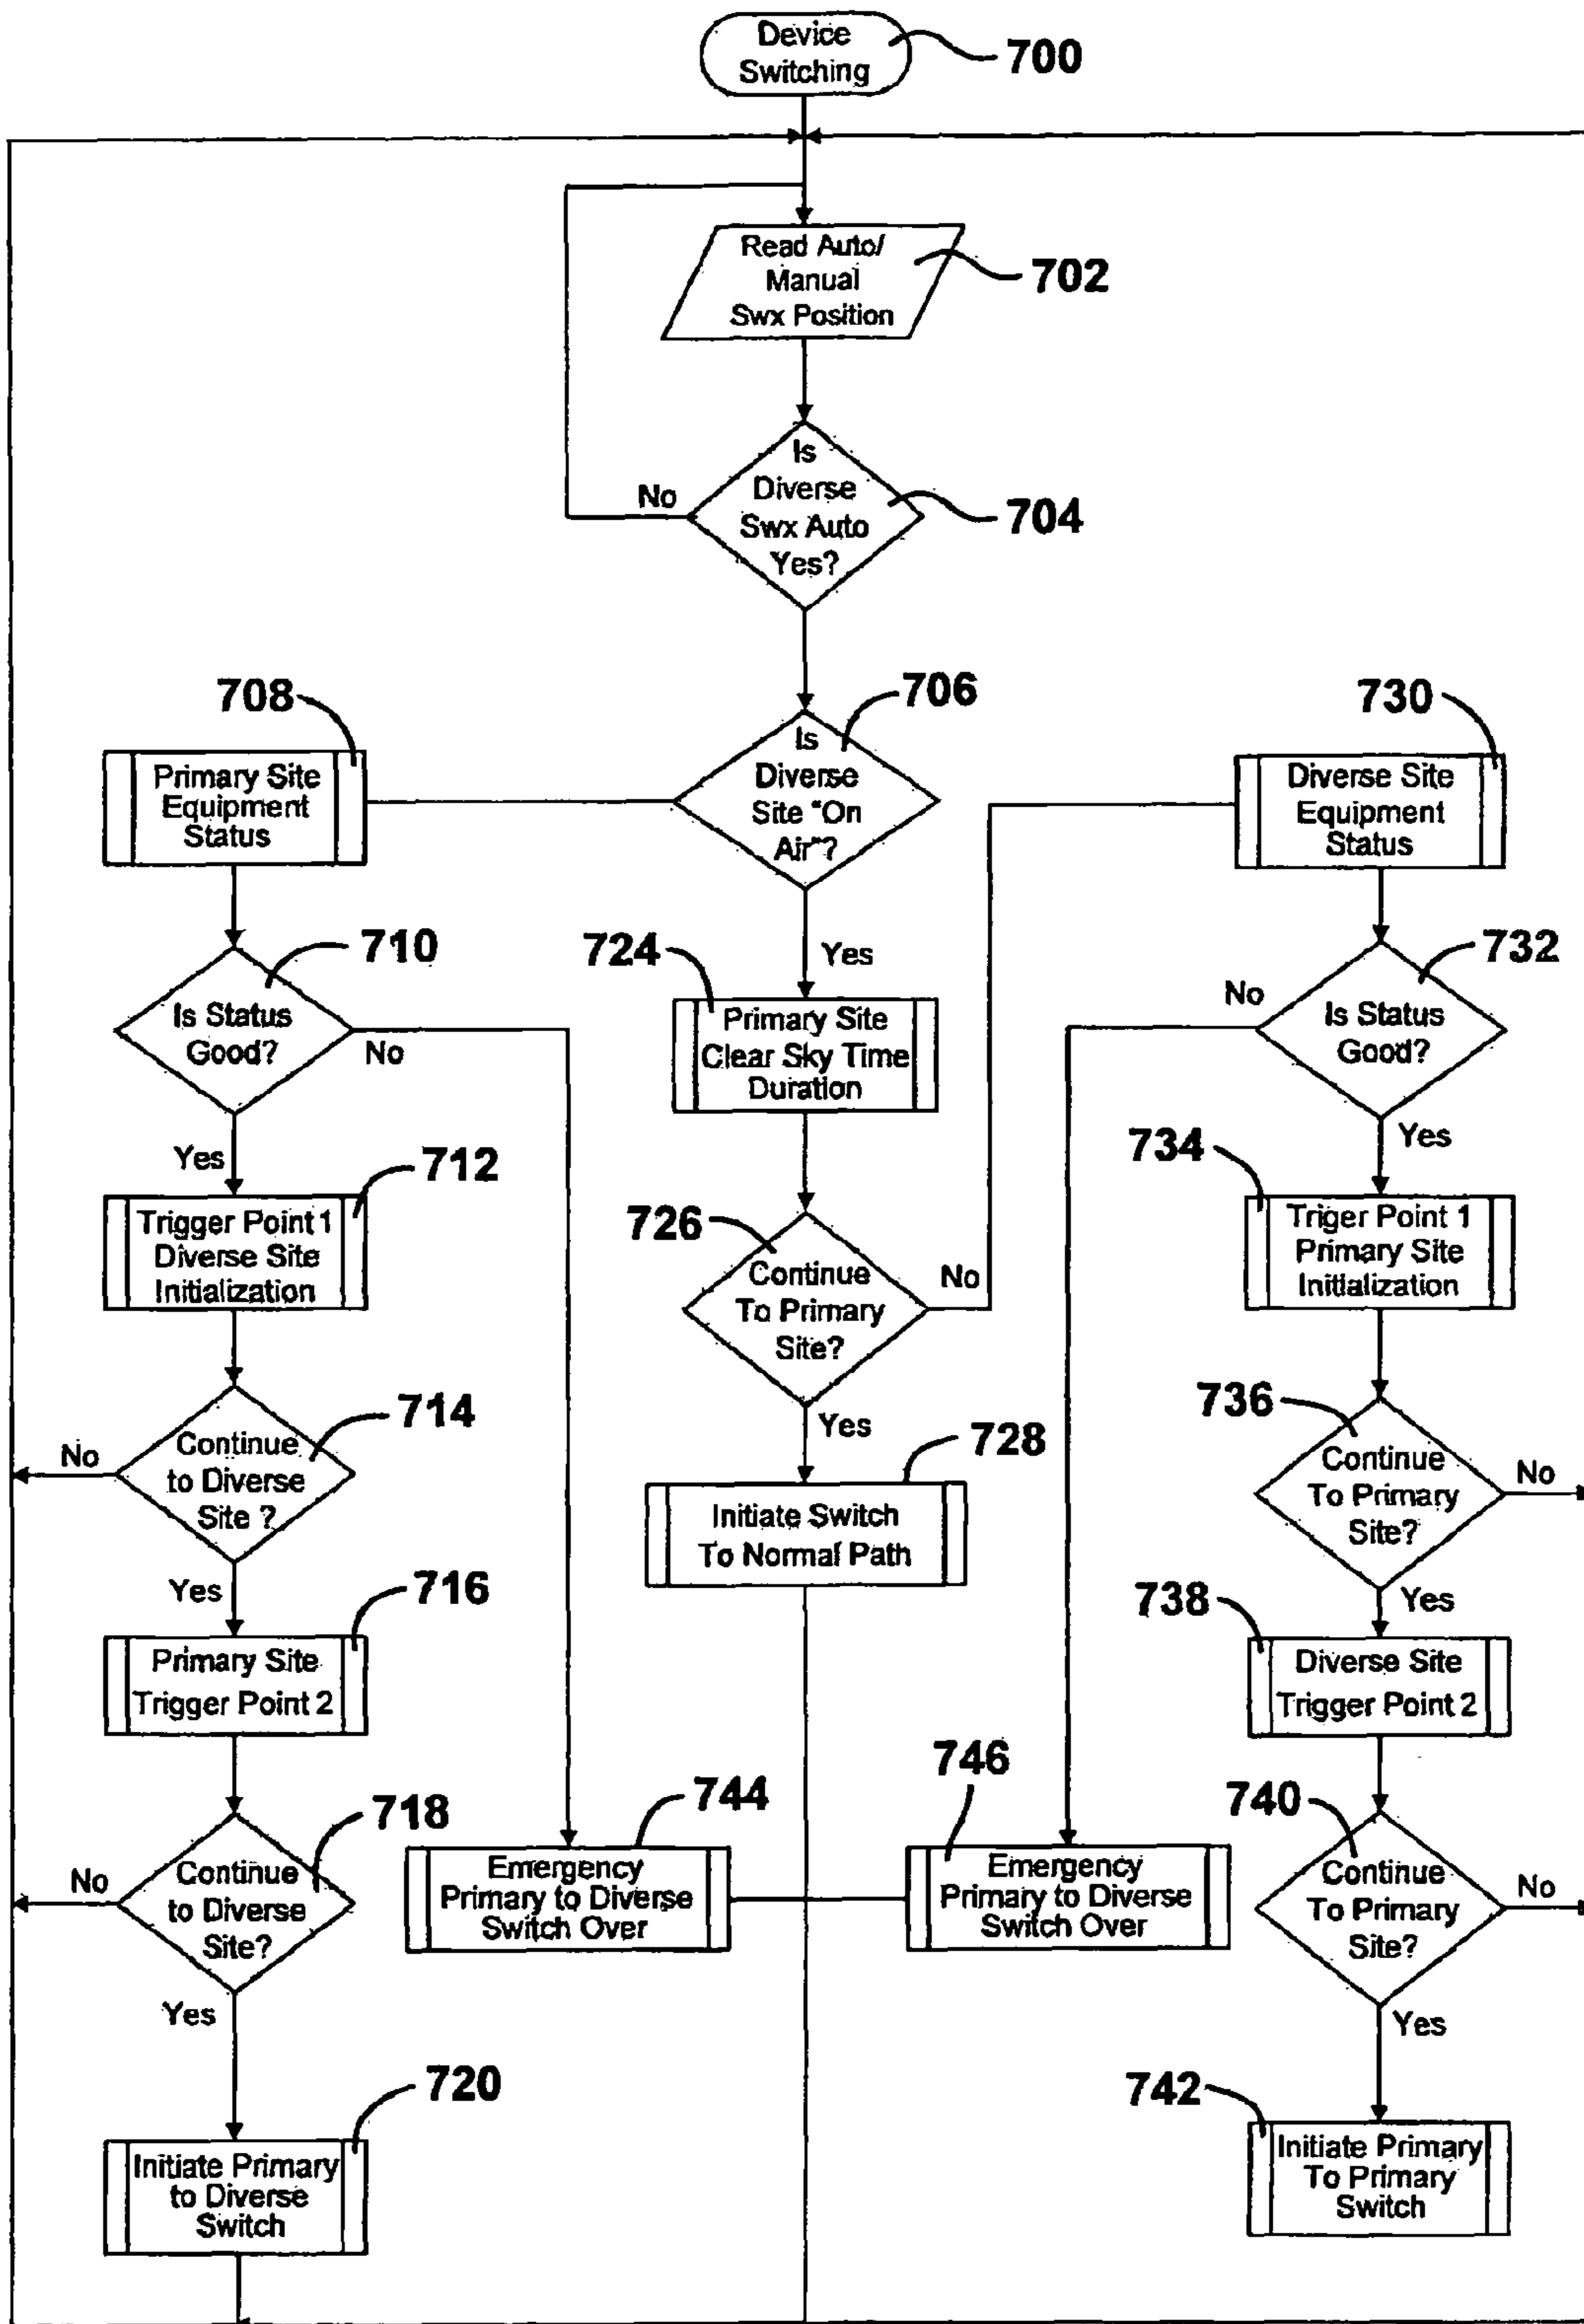 Device
Switching
700
Read Auto/
Manual
Swx Position
702
Is
Diverse
Swx Auto
Yes?
No
704
Is
Diverse
Site "On
Air"?
706
Yes
708
Primary Site
Equipment
Status
710
Is Status
Good?
No
Yes
712
Trigger Point 1
Diverse Site
Initialization
714
Continue
to Diverse
Site ?
No
Yes
716
Primary Site
Trigger Point 2
718
Continue
to Diverse
Site?
No
Yes
720
Initiate Primary
to Diverse
Switch
724
Primary Site
Clear Sky Time
Duration
726
Continue
To Primary
Site?
No
Yes
728
Initiate Switch
To Normal Path
744
Emergency
Primary to Diverse
Switch Over
746
Emergency
Primary to Diverse
Switch Over
730
Diverse Site
Equipment
Status
732
Is Status
Good?
No
Yes
734
Triger Point 1
Primary Site
Initialization
736
Continue
To Primary
Site?
No
Yes
738
Diverse Site
Trigger Point 2
740
Continue
To Primary
Site?
No
Yes
742
Initiate Primary
To Primary
Switch